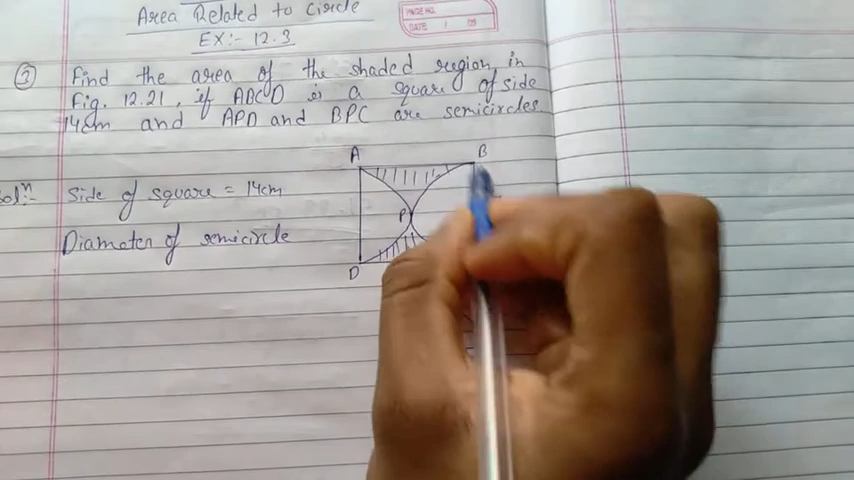 Area Related to Circle
EX:- 12.3
PAGE NO.
DATE
③ Find the area of the shaded region in
Fig. 12.21, if ABCD is a square of side
14cm and APD and BPC are semicircles
Solⁿ:- Side of square = 14cm
Diameter of semicircle
A
B
P
D